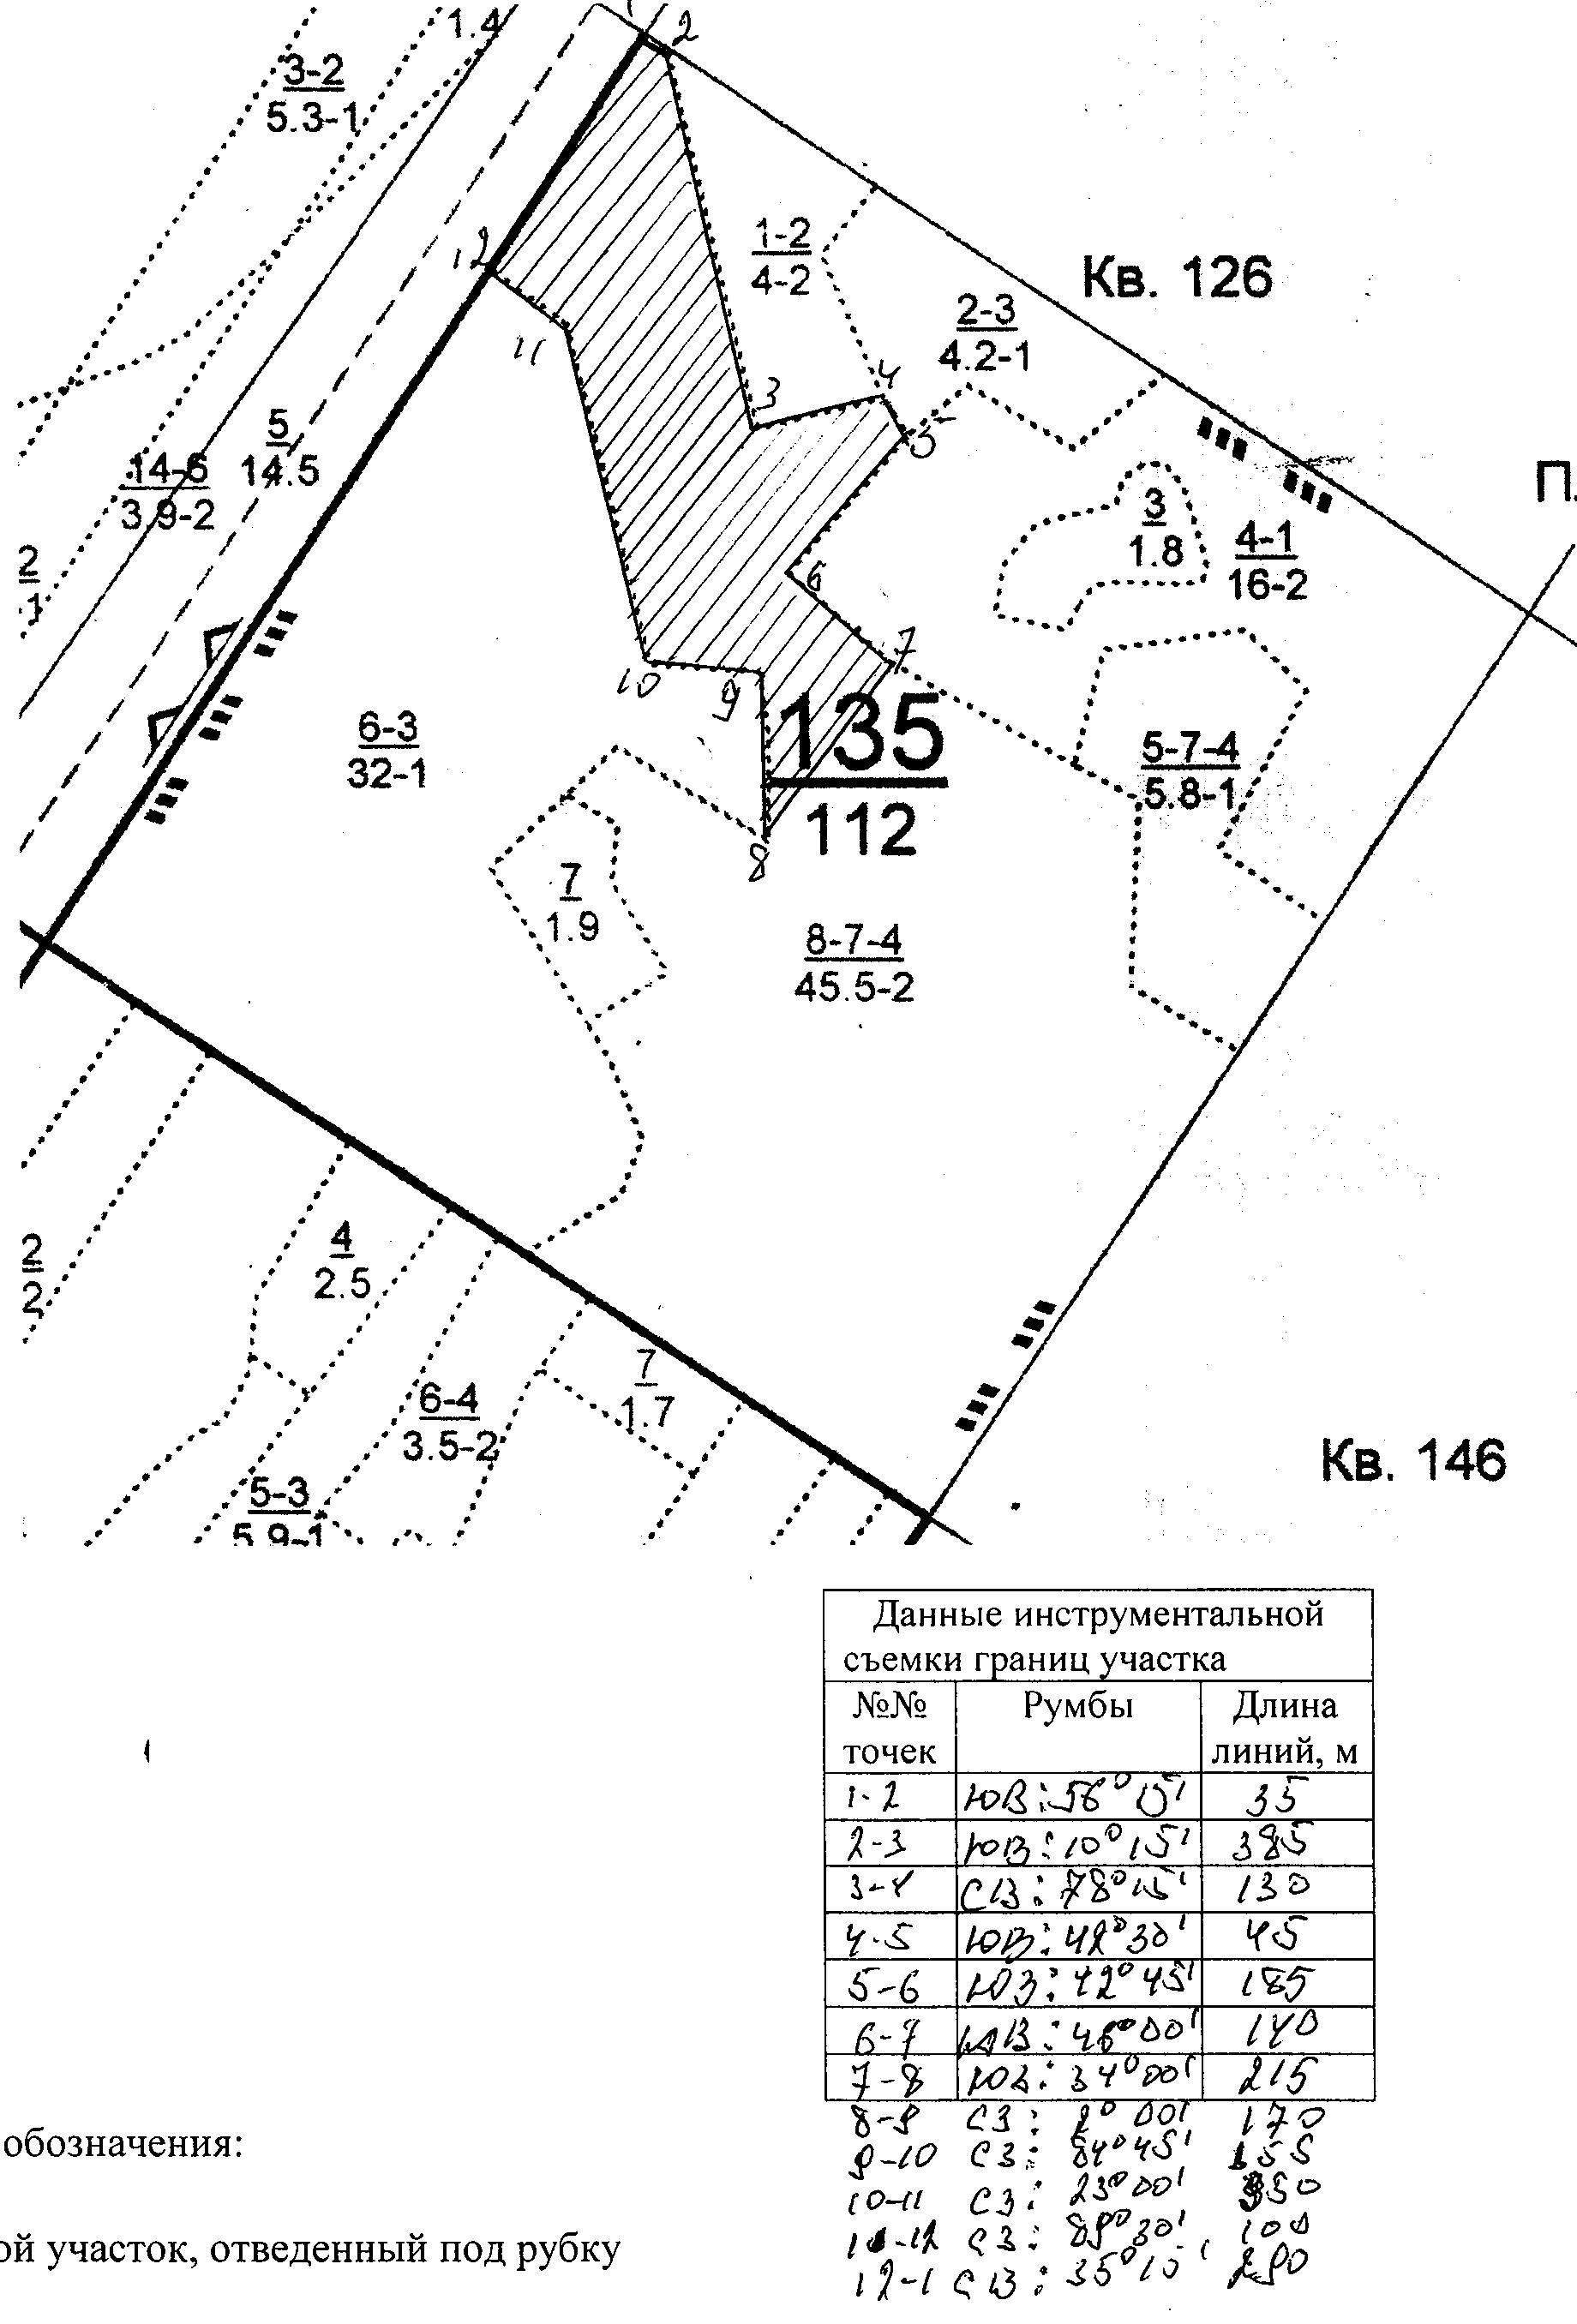 1
2
1.4
3-2
5.3-1
1-2
4-2
Кв. 126
12
11
2-3
4.2-1
3
4
5
5
14.5
14-6
3.9-2
П.
3
1.8
4-1
16-2
2
1
6
7
10
9
135
112
6-3
32-1
5-7-4
5.8-1
8
7
1.9
8-7-4
45.5-2
2
2
4
2.5
7
1.7
6-4
3.5-2
Кв. 146
5-3
5.9-1
Данные инструментальной
съемки границ участка
№№ точек Румбы Длина линий, м
1-2 ЮВ: 56° 15' 35
2-3 ЮВ: 10° 15' 385
3-4 СВ: 78° 15' 130
4-5 ЮВ: 42° 30' 45
5-6 ЮЗ: 42° 45' 185
6-7 ЮВ: 46° 00' 140
7-8 ЮЗ: 34° 00' 215
8-9 СЗ: 2° 00' 170
9-10 СЗ: 84° 45' 155
10-11 СЗ: 23° 00' 350
11-12 СЗ: 30' 100
12-1 СВ: 35° 15' 290
обозначения:
ой участок, отведенный под рубку